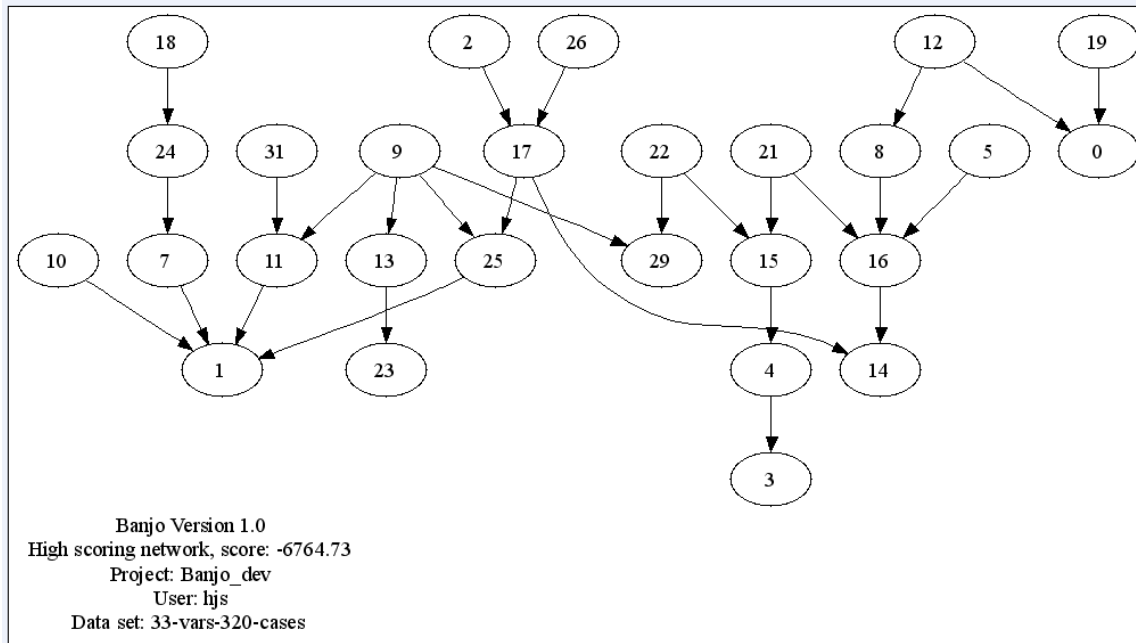 18 2 26 12 19
24 31 9 17 22 21 8 5 0
10 7 11 13 25 29 15 16
1 23 4 14
3
Banjo Version 1.0
High scoring network, score: -6764.73
Project: Banjo_dev
User: hjs
Data set: 33-vars-320-cases